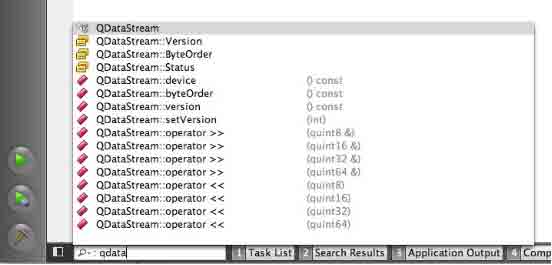 QDataStream
QDataStream::Version
QDataStream::ByteOrder
QDataStream::Status
QDataStream::device () const
QDataStream::byteOrder () const
QDataStream::version () const
QDataStream::setVersion (int)
QDataStream::operator >> (quint8 &)
QDataStream::operator >> (quint16 &)
QDataStream::operator >> (quint32 &)
QDataStream::operator >> (quint64 &)
QDataStream::operator << (quint8)
QDataStream::operator << (quint16)
QDataStream::operator << (quint32)
QDataStream::operator << (quint64)
: qdata 1 Task List 2 Search Results 3 Application Output 4 Comp